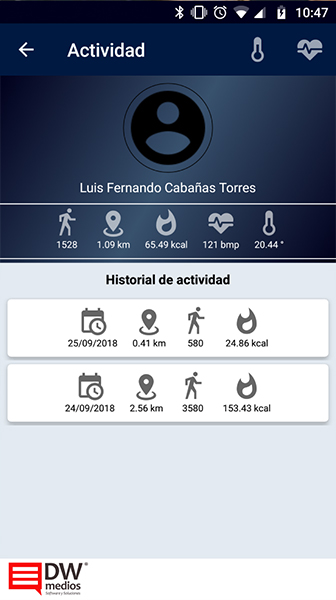 10:47
Actividad
Luis Fernando Cabañas Torres
1528 1.09 km 65.49 kcal 121 bmp 20.44 °
Historial de actividad
25/09/2018 0.41 km 580 24.86 kcal
24/09/2018 2.56 km 3580 153.43 kcal
DW®
medios
Software y Soluciones